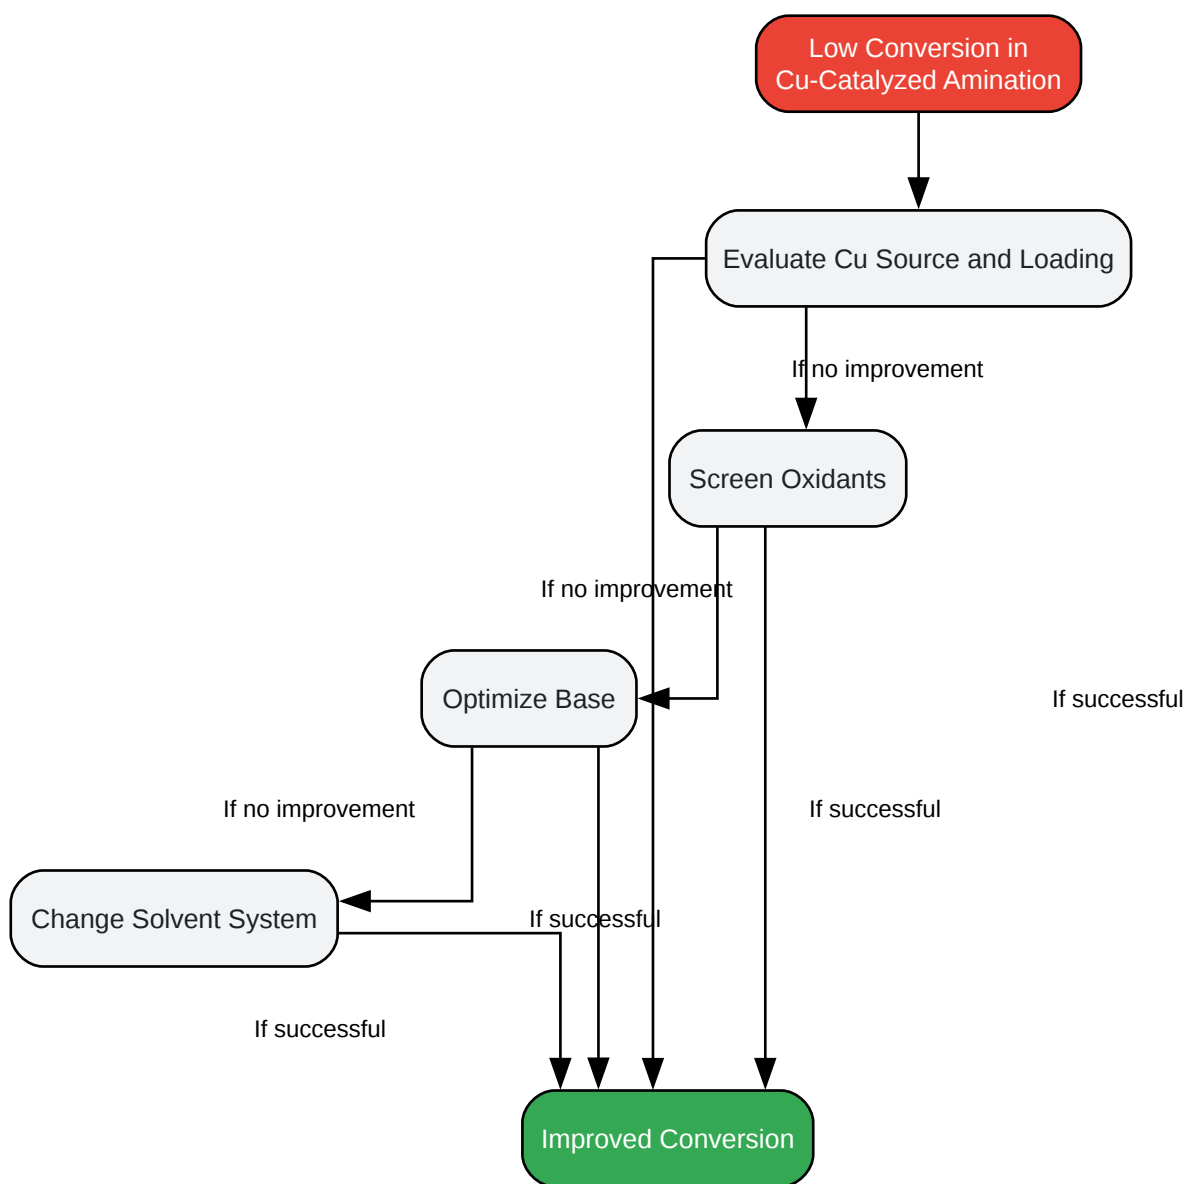 Low Conversion in
Cu-Catalyzed Amination
Evaluate Cu Source and Loading
If no improvement
Screen Oxidants
If no improvement
Optimize Base
If successful
If no improvement
If successful
Change Solvent System
If successful
If successful
Improved Conversion